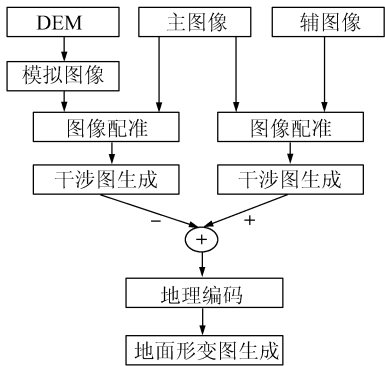 DEM
主图像
辅图像
模拟图像
图像配准
图像配准
干涉图生成
干涉图生成
− +
+
地理编码
地面形变图生成